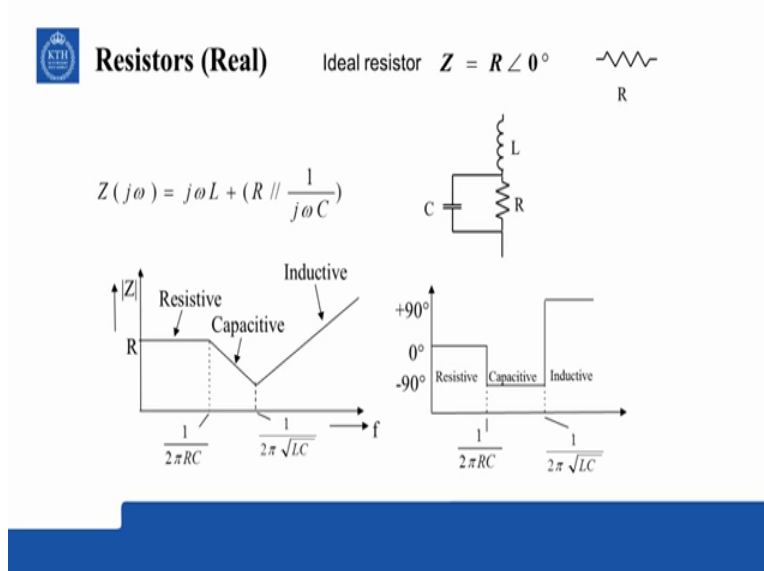 KTH
Resistors (Real)
Ideal resistor Z = R ∠ 0°
R
Z(jω) = jωL + (R // 1/jωC)
L
C
R
|Z|
Resistive
Capacitive
Inductive
R
f
1/2πRC
1/2π√LC
+90°
0°
-90°
Resistive
Capacitive
Inductive
1/2πRC
1/2π√LC